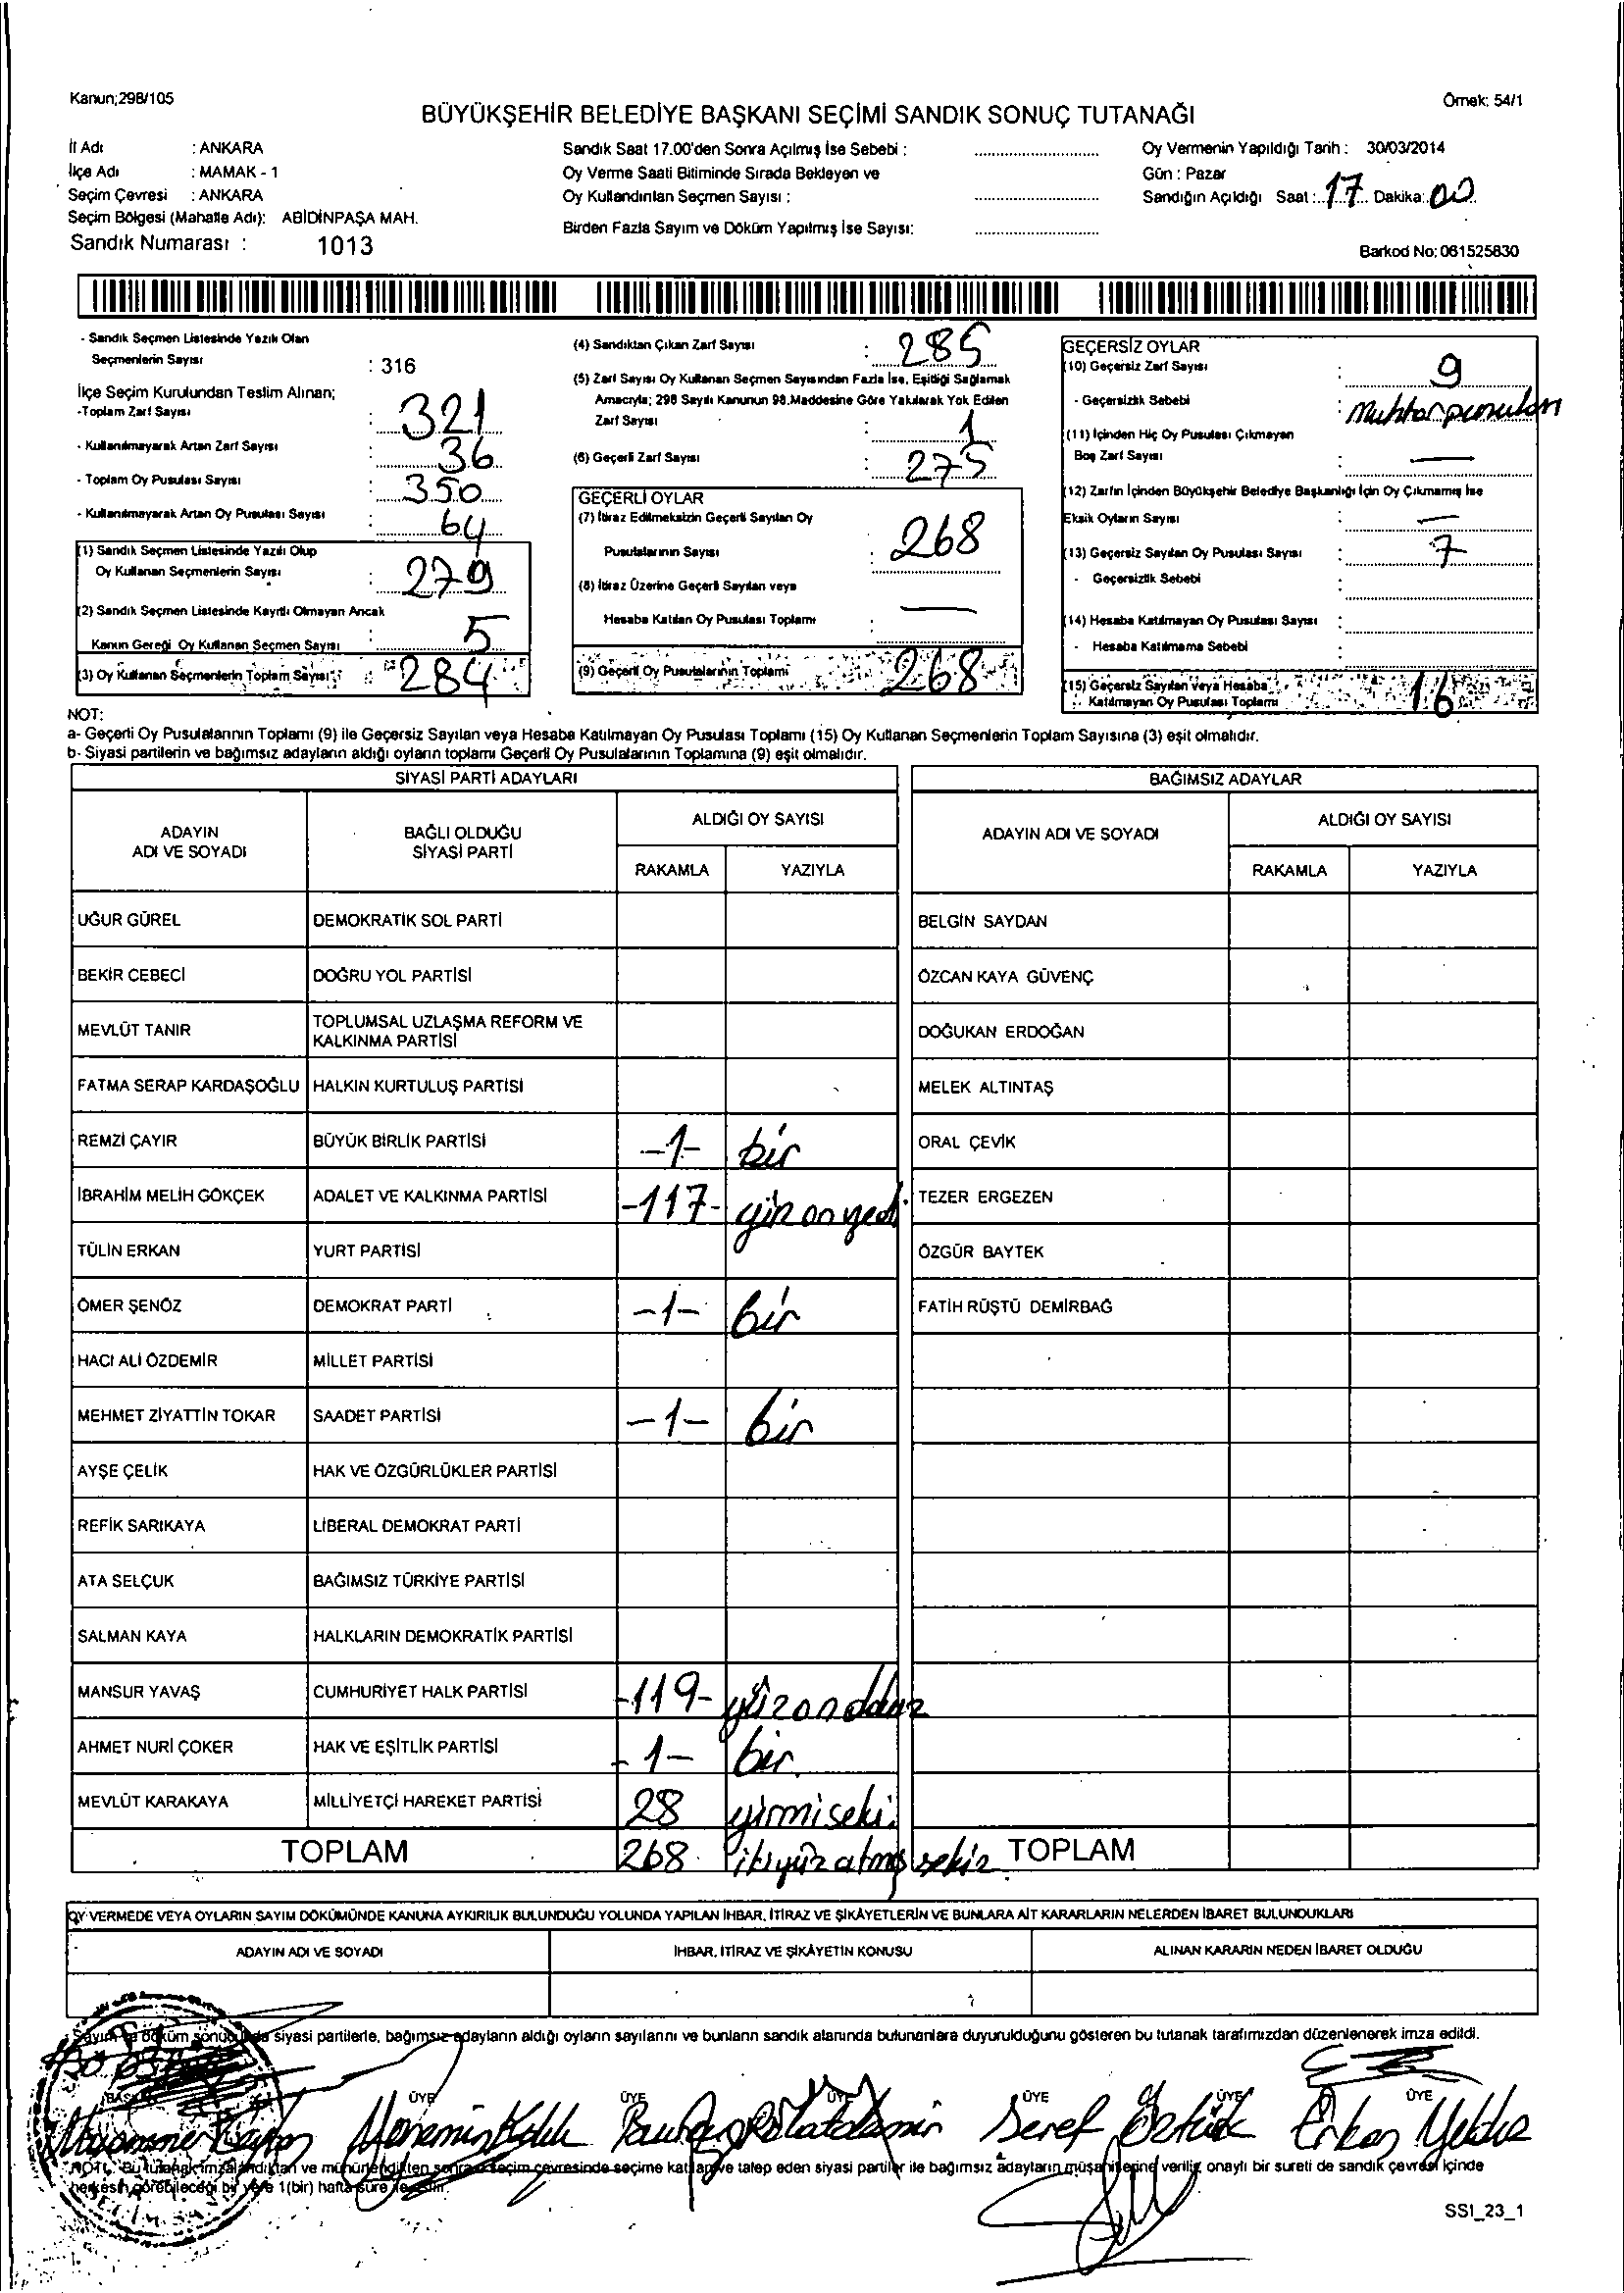 Kanun;298/105
Örnek: 54/1
BÜYÜKŞEHİR BELEDİYE BAŞKANI SEÇİMİ SANDIK SONUÇ TUTANAĞI
İl Adı : ANKARA
İlçe Adı : MAMAK - 1
Seçim Çevresi : ANKARA
Seçim Bölgesi (Mahalle Adı): ABİDİNPAŞA MAH.
Sandık Numarası : 1013
Sandık Saat 17.00'den Sonra Açılmış İse Sebebi :
Oy Verme Saati Bitiminde Sırada Bekleyen ve
Oy Kullandırılan Seçmen Sayısı :
Birden Fazla Sayım ve Döküm Yapılmış İse Sayısı:
Oy Vermenin Yapıldığı Tarih : 30/03/2014
Gün : Pazar
Sandığın Açıldığı Saat : 17 Dakika: 00
Barkod No: 061525830
- Sandık Seçmen Listesinde Yazılı Olan
Seçmenlerin Sayısı : 316
İlçe Seçim Kurulundan Teslim Alınan;
-Toplam Zarf Sayısı : 321
- Kullanılmayarak Artan Zarf Sayısı : 36
- Toplam Oy Pusulası Sayısı : 350
- Kullanılmayarak Artan Oy Pusulası Sayısı : 64
(1) Sandık Seçmen Listesinde Yazılı Olup
Oy Kullanan Seçmenlerin Sayısı : 279
(2) Sandık Seçmen Listesinde Kayıtlı Olmayan Ancak
Kanun Gereği Oy Kullanan Seçmen Sayısı : 5
(3) Oy Kullanan Seçmenlerin Toplam Sayısı : 284
(4) Sandıktan Çıkan Zarf Sayısı : 285
(5) Zarf Sayısı Oy Kullanan Seçmen Sayısından Fazla İse, Eşitliği Sağlamak
Amacıyla; 298 Sayılı Kanunun 98.Maddesine Göre Yakılarak Yok Edilen
Zarf Sayısı : 1
(6) Geçerli Zarf Sayısı : 275
GEÇERLİ OYLAR
(7) İtiraz Edilmeksizin Geçerli Sayılan Oy
Pusulalarının Sayısı : 268
(8) İtiraz Üzerine Geçerli Sayılan veya
Hesaba Katılan Oy Pusulası Toplamı : —
(9) Geçerli Oy Pusulalarının Toplamı : 268
GEÇERSİZ OYLAR
(10) Geçersiz Zarf Sayısı : 9
- Geçersizlik Sebebi : Muhtar pusulası
(11) İçinden Hiç Oy Pusulası Çıkmayan
Boş Zarf Sayısı : —
(12) Zarfın İçinden Büyükşehir Belediye Başkanlığı İçin Oy Çıkmamış İse
Eksik Oyların Sayısı : —
(13) Geçersiz Sayılan Oy Pusulası Sayısı : 7
- Geçersizlik Sebebi :
(14) Hesaba Katılmayan Oy Pusulası Sayısı :
- Hesaba Katılmama Sebebi :
(15) Geçersiz Sayılan veya Hesaba
Katılmayan Oy Pusulası Toplamı : 16
NOT:
a- Geçerli Oy Pusulalarının Toplamı (9) ile Geçersiz Sayılan veya Hesaba Katılmayan Oy Pusulası Toplamı (15) Oy Kullanan Seçmenlerin Toplam Sayısına (3) eşit olmalıdır.
b- Siyasi partilerin ve bağımsız adayların aldığı oyların toplamı Geçerli Oy Pusulalarının Toplamına (9) eşit olmalıdır.
SİYASİ PARTİ ADAYLARI
ADAYIN ADI VE SOYADI
BAĞLI OLDUĞU SİYASİ PARTİ
ALDIĞI OY SAYISI
RAKAMLA YAZIYLA
UĞUR GÜREL DEMOKRATİK SOL PARTİ
BEKİR CEBECİ DOĞRU YOL PARTİSİ
MEVLÜT TANIR TOPLUMSAL UZLAŞMA REFORM VE KALKINMA PARTİSİ
FATMA SERAP KARDAŞOĞLU HALKIN KURTULUŞ PARTİSİ
REMZİ ÇAYIR BÜYÜK BİRLİK PARTİSİ -1- bir
İBRAHİM MELİH GÖKÇEK ADALET VE KALKINMA PARTİSİ -117- yüz on yedi
TÜLİN ERKAN YURT PARTİSİ
ÖMER ŞENÖZ DEMOKRAT PARTİ -1- bir
HACI ALİ ÖZDEMİR MİLLET PARTİSİ
MEHMET ZİYATTİN TOKAR SAADET PARTİSİ -1- bir
AYŞE ÇELİK HAK VE ÖZGÜRLÜKLER PARTİSİ
REFİK SARIKAYA LİBERAL DEMOKRAT PARTİ
ATA SELÇUK BAĞIMSIZ TÜRKİYE PARTİSİ
SALMAN KAYA HALKLARIN DEMOKRATİK PARTİSİ
MANSUR YAVAŞ CUMHURİYET HALK PARTİSİ -119- yüzondokuz
AHMET NURİ ÇOKER HAK VE EŞİTLİK PARTİSİ -1- bir
MEVLÜT KARAKAYA MİLLİYETÇİ HAREKET PARTİSİ 28 yirmiseki
TOPLAM 268 ikiyüz atmış sekiz
BAĞIMSIZ ADAYLAR
ADAYIN ADI VE SOYADI
ALDIĞI OY SAYISI
RAKAMLA YAZIYLA
BELGİN SAYDAN
ÖZCAN KAYA GÜVENÇ
DOĞUKAN ERDOĞAN
MELEK ALTINTAŞ
ORAL ÇEVİK
TEZER ERGEZEN
ÖZGÜR BAYTEK
FATİH RÜŞTÜ DEMİRBAĞ
TOPLAM
OY VERMEDE VEYA OYLARIN SAYIM DÖKÜMÜNDE KANUNA AYKIRILIK BULUNDUĞU YOLUNDA YAPILAN İHBAR, İTİRAZ VE ŞİKÂYETLERİN VE BUNLARA AİT KARARLARIN NELERDEN İBARET BULUNDUKLARI
ADAYIN ADI VE SOYADI
İHBAR, İTİRAZ VE ŞİKÂYETİN KONUSU
ALINAN KARARIN NEDEN İBARET OLDUĞU
Sayım ve döküm sonucunda siyasi partilerle, bağımsız adayların aldığı oyların sayılarını ve bunların sandık alanında bulunanlara duyurulduğunu gösteren bu tutanak tarafımızdan düzenlenerek imza edildi.
BAŞKAN ÜYE ÜYE ÜYE ÜYE ÜYE ÜYE
Şeref Öztürk Erkan Yıldız
NOT: Bu tutanak imzalandıktan ve mühürlendikten sonra seçim çevresinde seçime katılan ve talep eden siyasi partiler ile bağımsız adayların müşahitlerine verilir, onaylı bir sureti de sandık çevresi içinde
herkesin görebileceği bir yere 1(bir) hafta süre ile asılır.
SS1_23_1